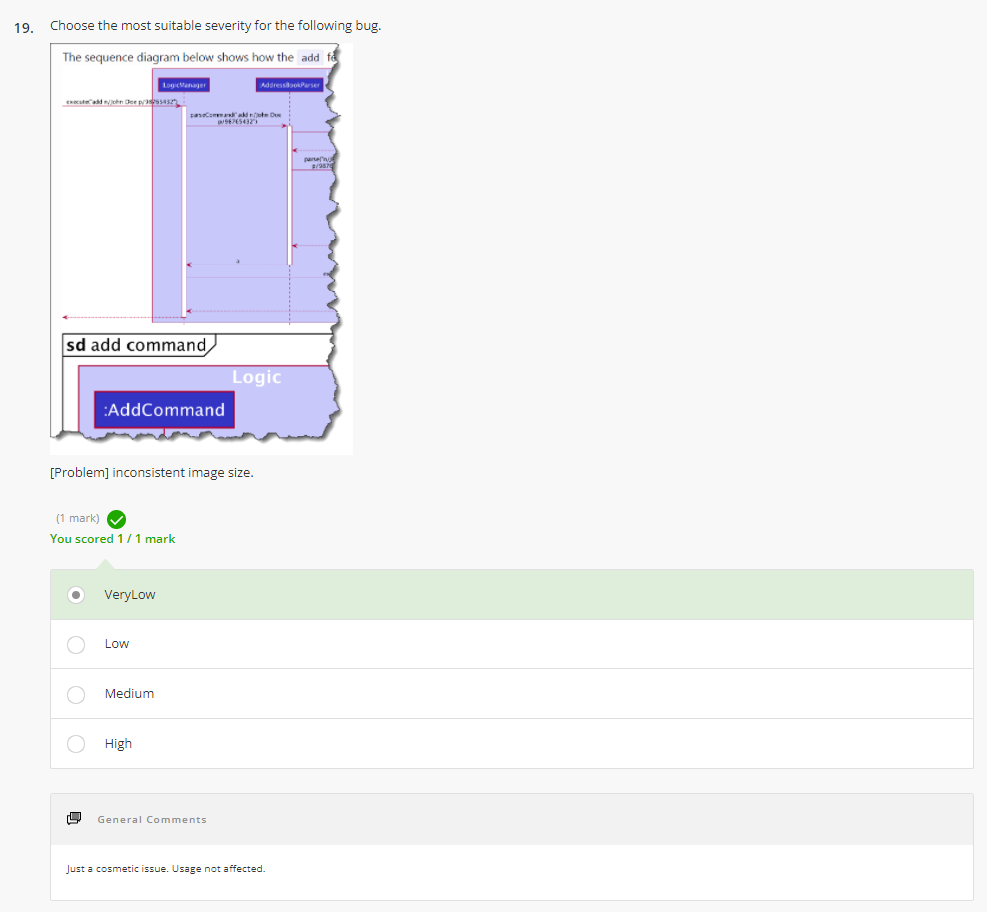 19. Choose the most suitable severity for the following bug.
The sequence diagram below shows how the add fe
:LogicManager :AddressBookParser
execute("add n/John Doe p/98765432")
parseCommand("add n/John Doe
p/98765432")
parse("n/J
p/9876
sd add command
Logic
:AddCommand
[Problem] inconsistent image size.
(1 mark)
You scored 1 / 1 mark
VeryLow
Low
Medium
High
General Comments
Just a cosmetic issue. Usage not affected.